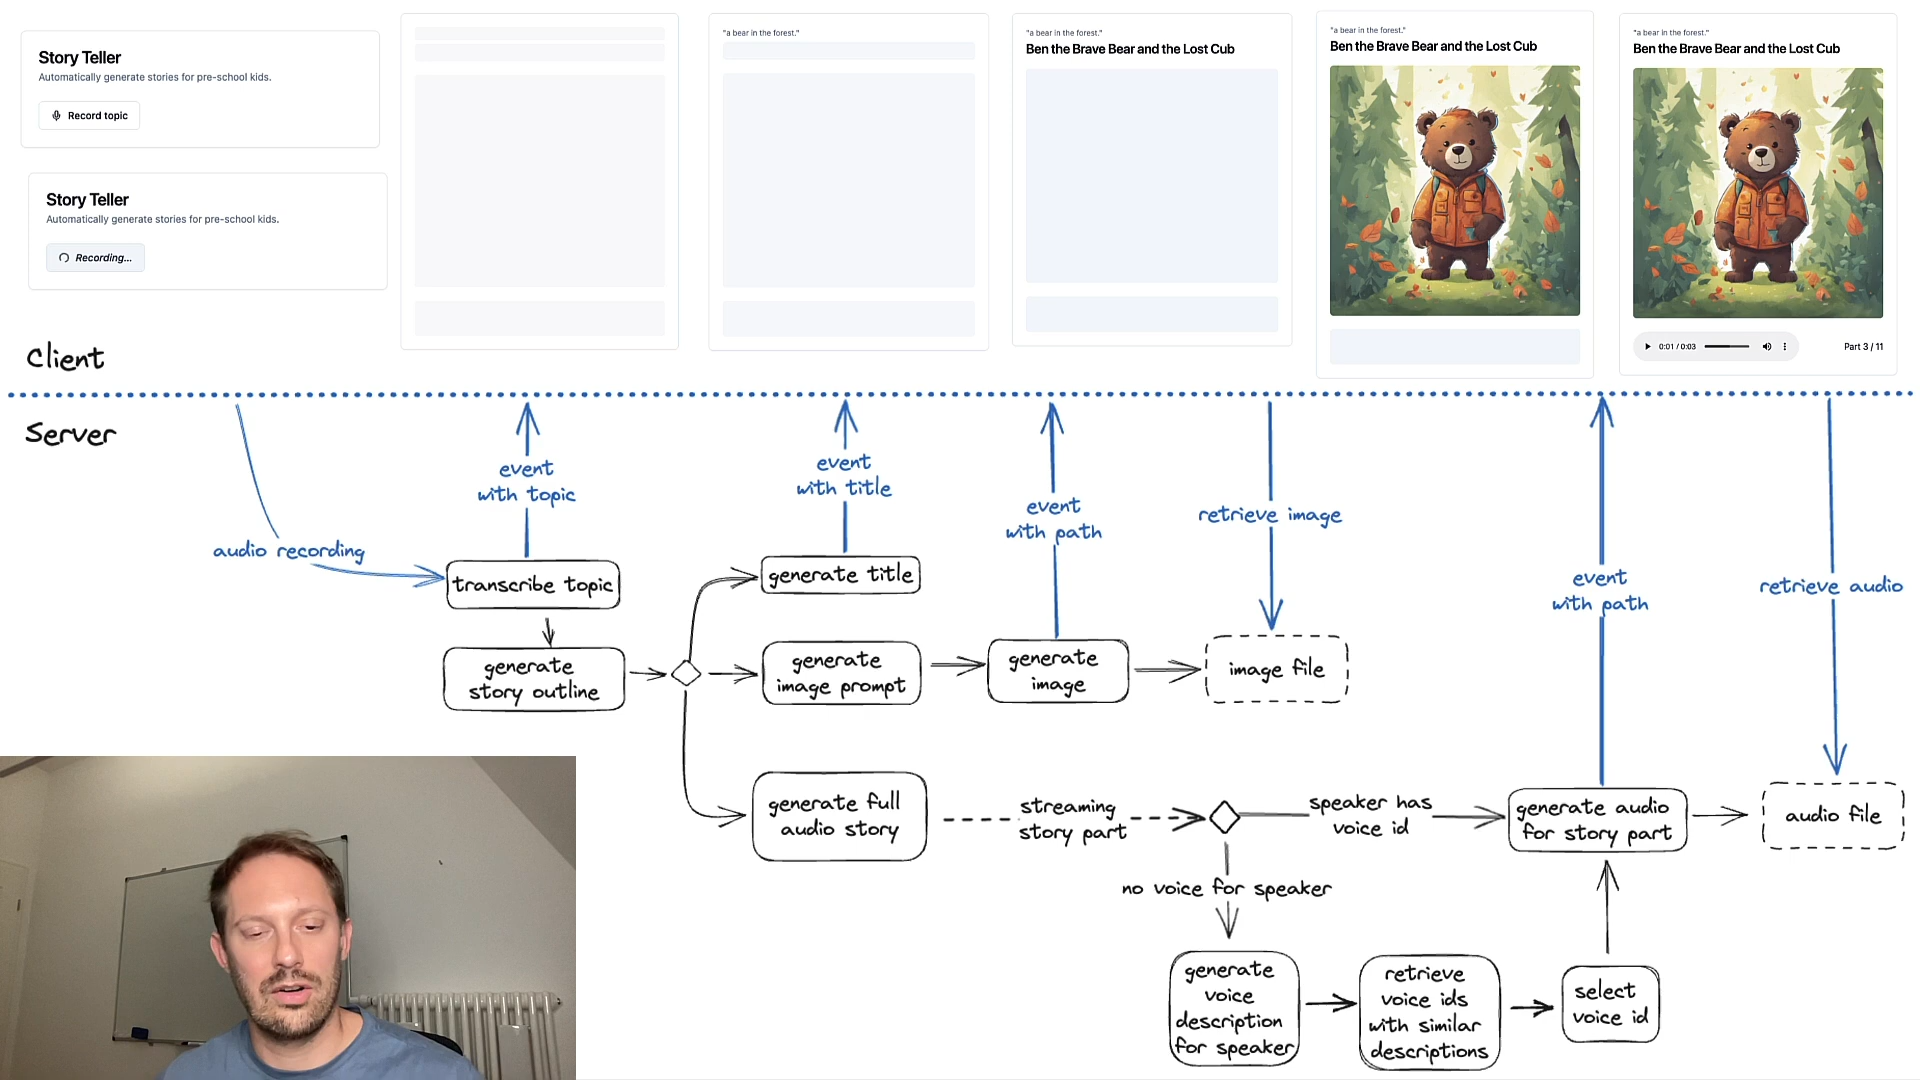 Story Teller
Automatically generate stories for pre-school kids.
Record topic
Story Teller
Automatically generate stories for pre-school kids.
Recording...
"a bear in the forest."
"a bear in the forest."
Ben the Brave Bear and the Lost Cub
"a bear in the forest."
Ben the Brave Bear and the Lost Cub
"a bear in the forest."
Ben the Brave Bear and the Lost Cub
0:01 / 0:03
Part 3 / 11
Client
Server
audio recording
event
with topic
event
with title
event
with path
retrieve image
event
with path
retrieve audio
transcribe topic
generate
story outline
generate title
generate
image prompt
generate
image
image file
generate full
audio story
streaming
story part
speaker has
voice id
generate audio
for story part
audio file
no voice for speaker
generate
voice
description
for speaker
retrieve
voice ids
with similar
descriptions
select
voice id